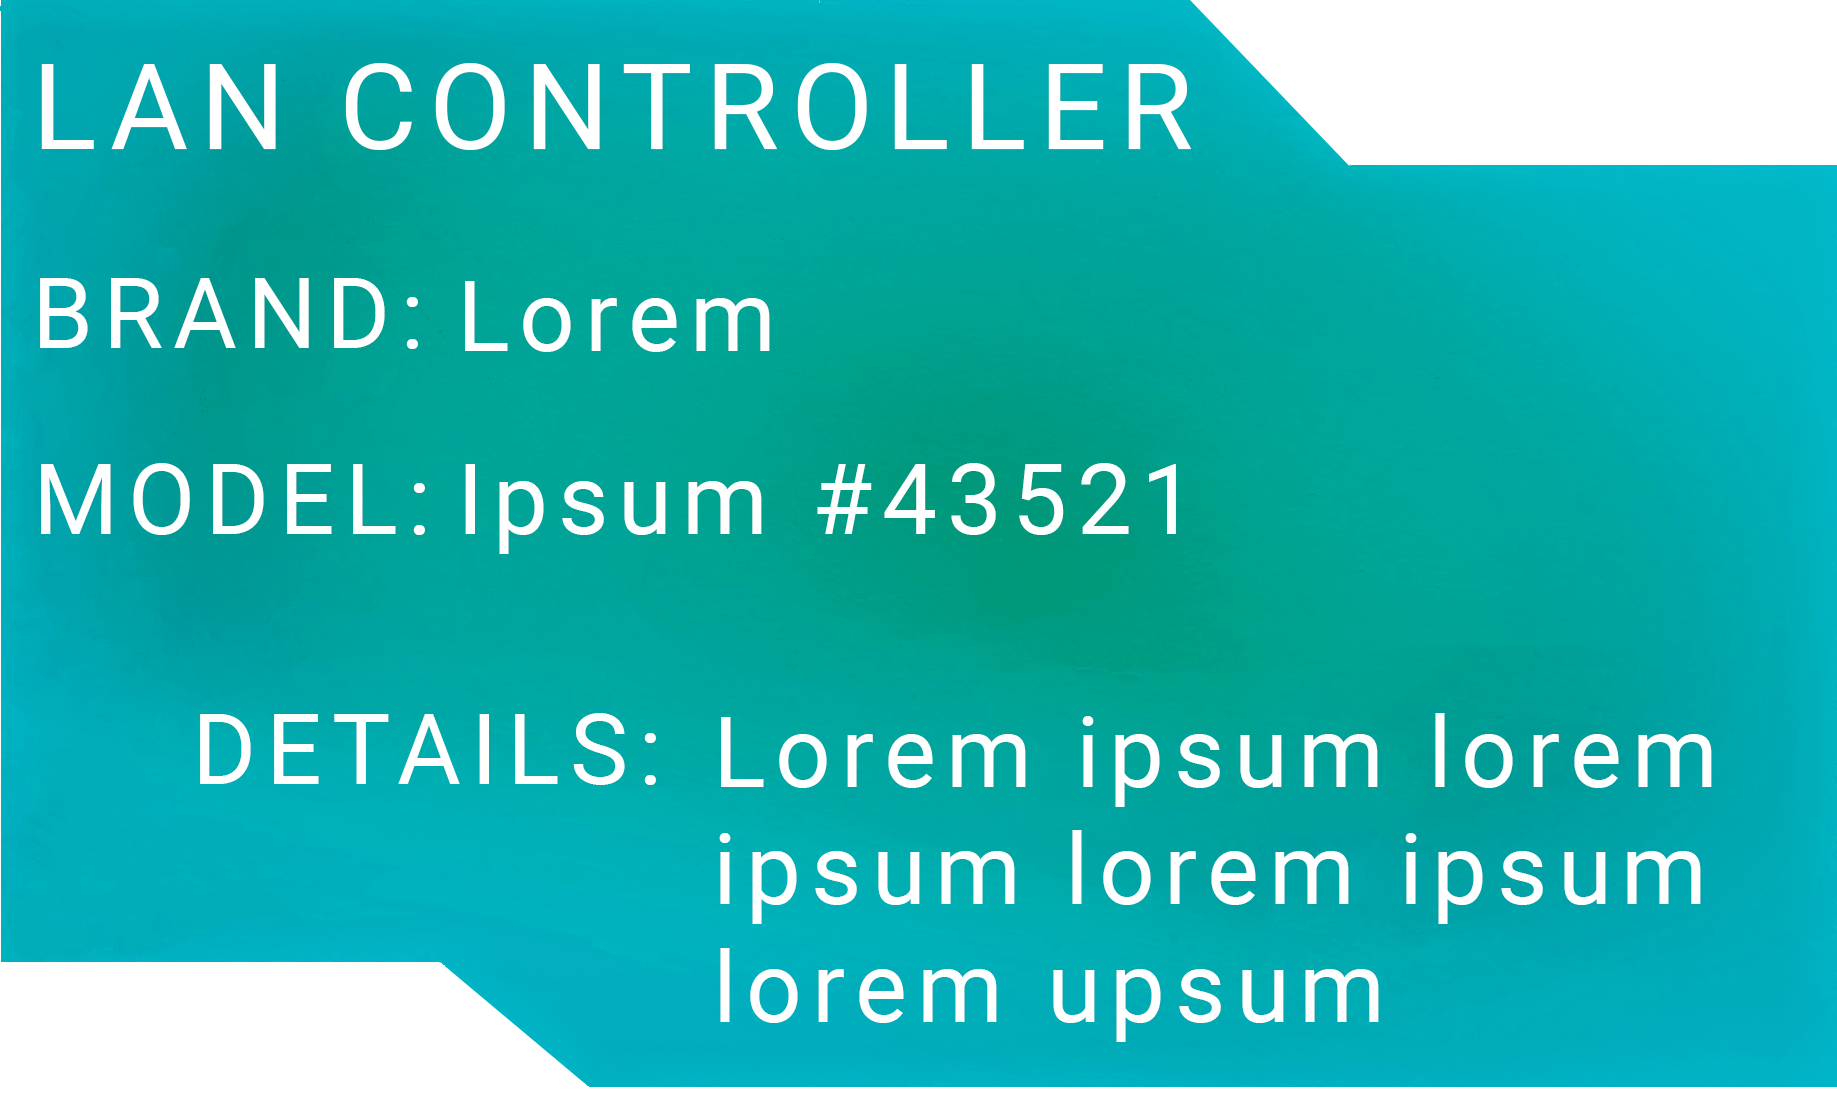 LAN CONTROLLER
BRAND: Lorem
MODEL: Ipsum #43521
DETAILS: Lorem ipsum lorem
ipsum lorem ipsum
lorem upsum